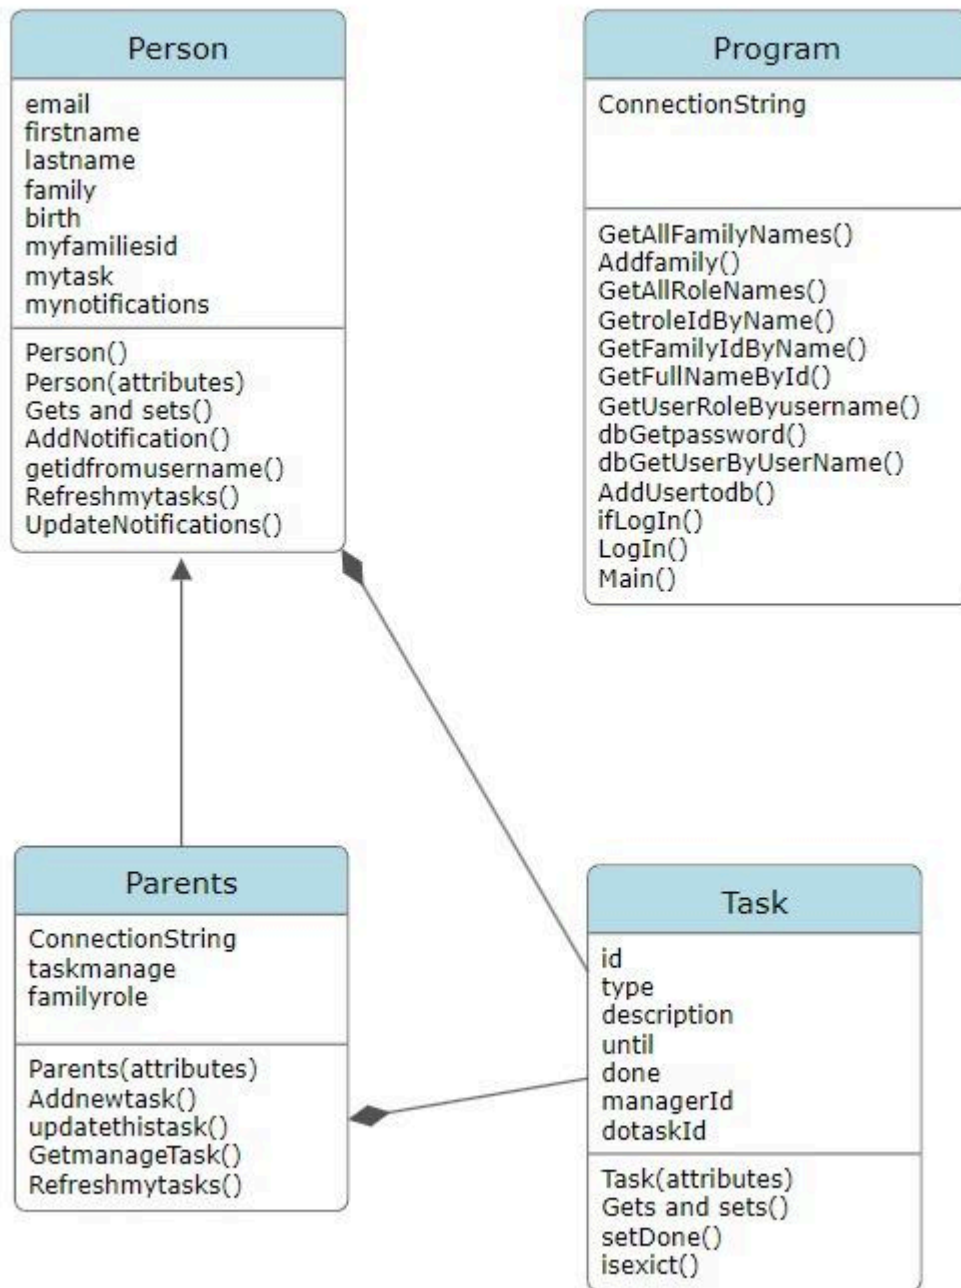 Person
email
firstname
lastname
family
birth
myfamiliesid
mytask
mynotifications
Person()
Person(attributes)
Gets and sets()
AddNotification()
getidfromusername()
Refreshmytasks()
UpdateNotifications()
Program
ConnectionString
GetAllFamilyNames()
Addfamily()
GetAllRoleNames()
GetroleIdByName()
GetFamilyIdByName()
GetFullNameById()
GetUserRoleByusername()
dbGetpassword()
dbGetUserByUserName()
AddUsertodb()
ifLogIn()
LogIn()
Main()
Parents
ConnectionString
taskmanage
familyrole
Parents(attributes)
Addnewtask()
updatethistask()
GetmanageTask()
Refreshmytasks()
Task
id
type
description
until
done
managerId
dotaskId
Task(attributes)
Gets and sets()
setDone()
isexict()